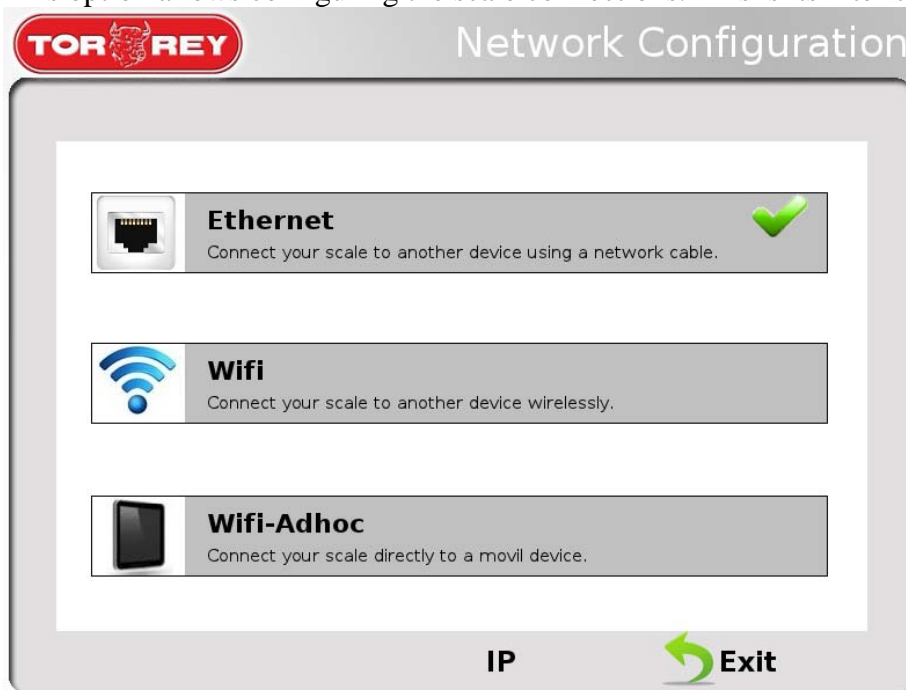 TOR REY
Network Configuration
Ethernet
Connect your scale to another device using a network cable.
Wifi
Connect your scale to another device wirelessly.
Wifi-Adhoc
Connect your scale directly to a movil device.
IP
Exit